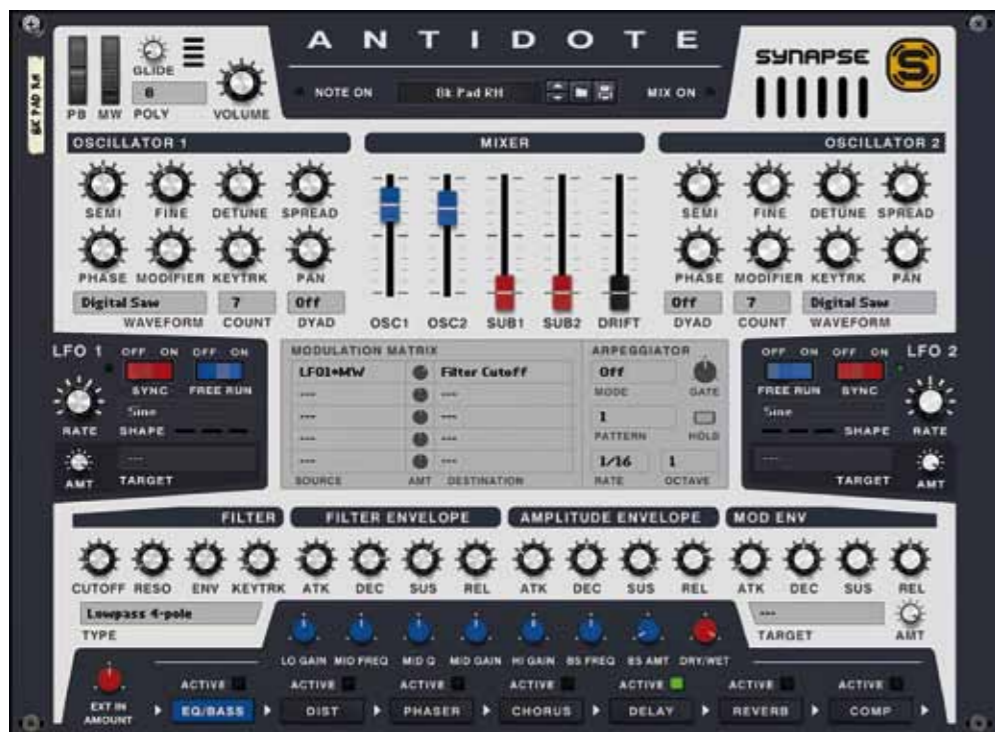 ANTIDOTE
GLIDE
8
PB MW POLY VOLUME
NOTE ON
Bk Pad RH
MIX ON
SYNAPSE
S
BK PAD RH
OSCILLATOR 1
MIXER
OSCILLATOR 2
SEMI FINE DETUNE SPREAD
PHASE MODIFIER KEYTRK PAN
Digital Saw 7 Off
WAVEFORM COUNT DYAD
OSC1 OSC2 SUB1 SUB2 DRIFT
SEMI FINE DETUNE SPREAD
PHASE MODIFIER KEYTRK PAN
Off 7 Digital Saw
DYAD COUNT WAVEFORM
LFO 1
OFF ON OFF ON
SYNC FREE RUN
Sine
RATE SHAPE
---
AMT TARGET
MODULATION MATRIX
LFO1*MW Filter Cutoff
--- ---
--- ---
--- ---
--- ---
SOURCE AMT DESTINATION
ARPEGGIATOR
Off
MODE GATE
1
PATTERN HOLD
1/16 1
RATE OCTAVE
OFF ON OFF ON LFO 2
FREE RUN SYNC
Sine
SHAPE RATE
---
TARGET AMT
FILTER
FILTER ENVELOPE
AMPLITUDE ENVELOPE
MOD ENV
CUTOFF RESO ENV KEYTRK ATK DEC SUS REL ATK DEC SUS REL ATK DEC SUS REL
Lowpass 4-pole
TYPE
---
TARGET AMT
LO GAIN MID FREQ MID Q MID GAIN HI GAIN BS FREQ BS AMT DRY/WET
EXT IN
AMOUNT
ACTIVE ACTIVE ACTIVE ACTIVE ACTIVE ACTIVE ACTIVE
EQ/BASS DIST PHASER CHORUS DELAY REVERB COMP